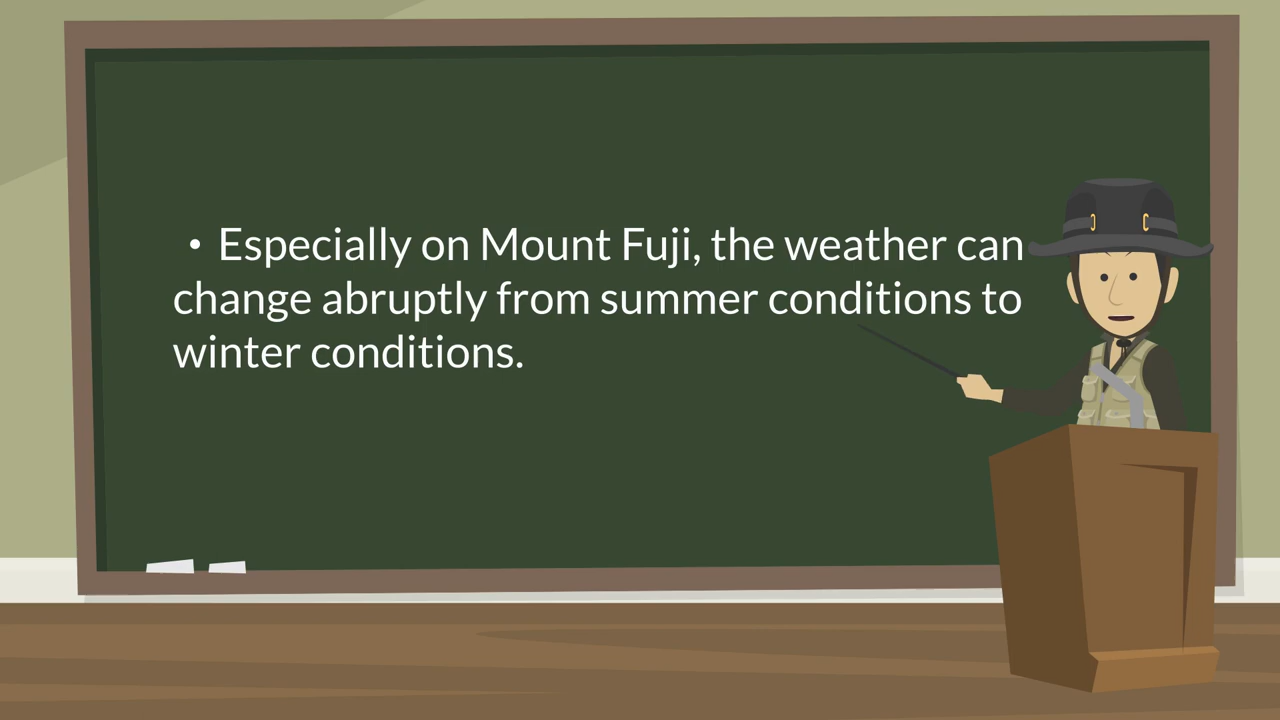 • Especially on Mount Fuji, the weather can
change abruptly from summer conditions to
winter conditions.